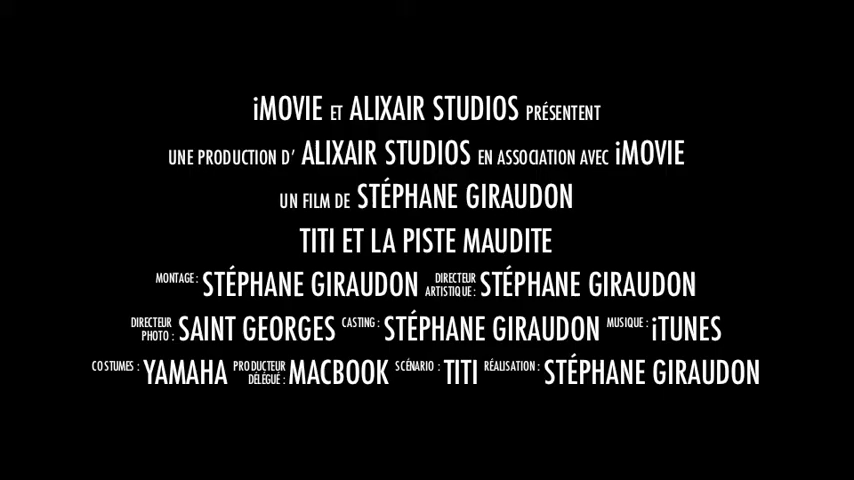 iMOVIE ET ALIXAIR STUDIOS PRÉSENTENT
UNE PRODUCTION D' ALIXAIR STUDIOS EN ASSOCIATION AVEC iMOVIE
UN FILM DE STÉPHANE GIRAUDON
TITI ET LA PISTE MAUDITE
MONTAGE : STÉPHANE GIRAUDON DIRECTEUR ARTISTIQUE : STÉPHANE GIRAUDON
DIRECTEUR PHOTO : SAINT GEORGES CASTING : STÉPHANE GIRAUDON MUSIQUE : iTUNES
COSTUMES : YAMAHA PRODUCTEUR DÉLÉGUÉ : MACBOOK SCÉNARIO : TITI RÉALISATION : STÉPHANE GIRAUDON